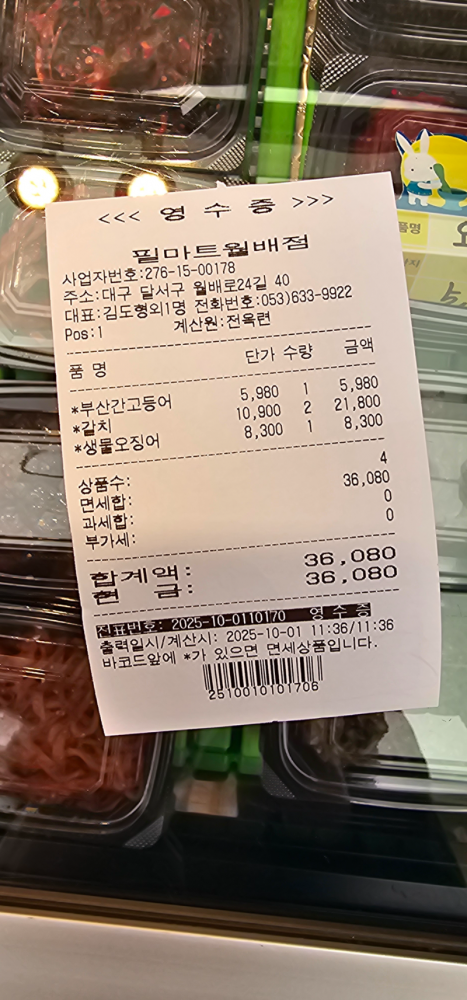 <<< 영 수 증 >>>
필마트월배점
사업자번호:276-15-00178
주소:대구 달서구 월배로24길 40
대표:김도형외1명 전화번호:053)633-9922
Pos:1 계산원:전옥련
품 명 단가 수량 금액
*부산간고등어 5,980 1 5,980
*갈치 10,900 2 21,800
*생물오징어 8,300 1 8,300
상품수: 4
면세합: 36,080
과세합: 0
부가세: 0
합계액: 36,080
현 금: 36,080
전표번호: 2025-10-0110170 영 수 증
출력일시/계산시: 2025-10-01 11:36/11:36
바코드앞에 *가 있으면 면세상품입니다.
2510010101706
품명